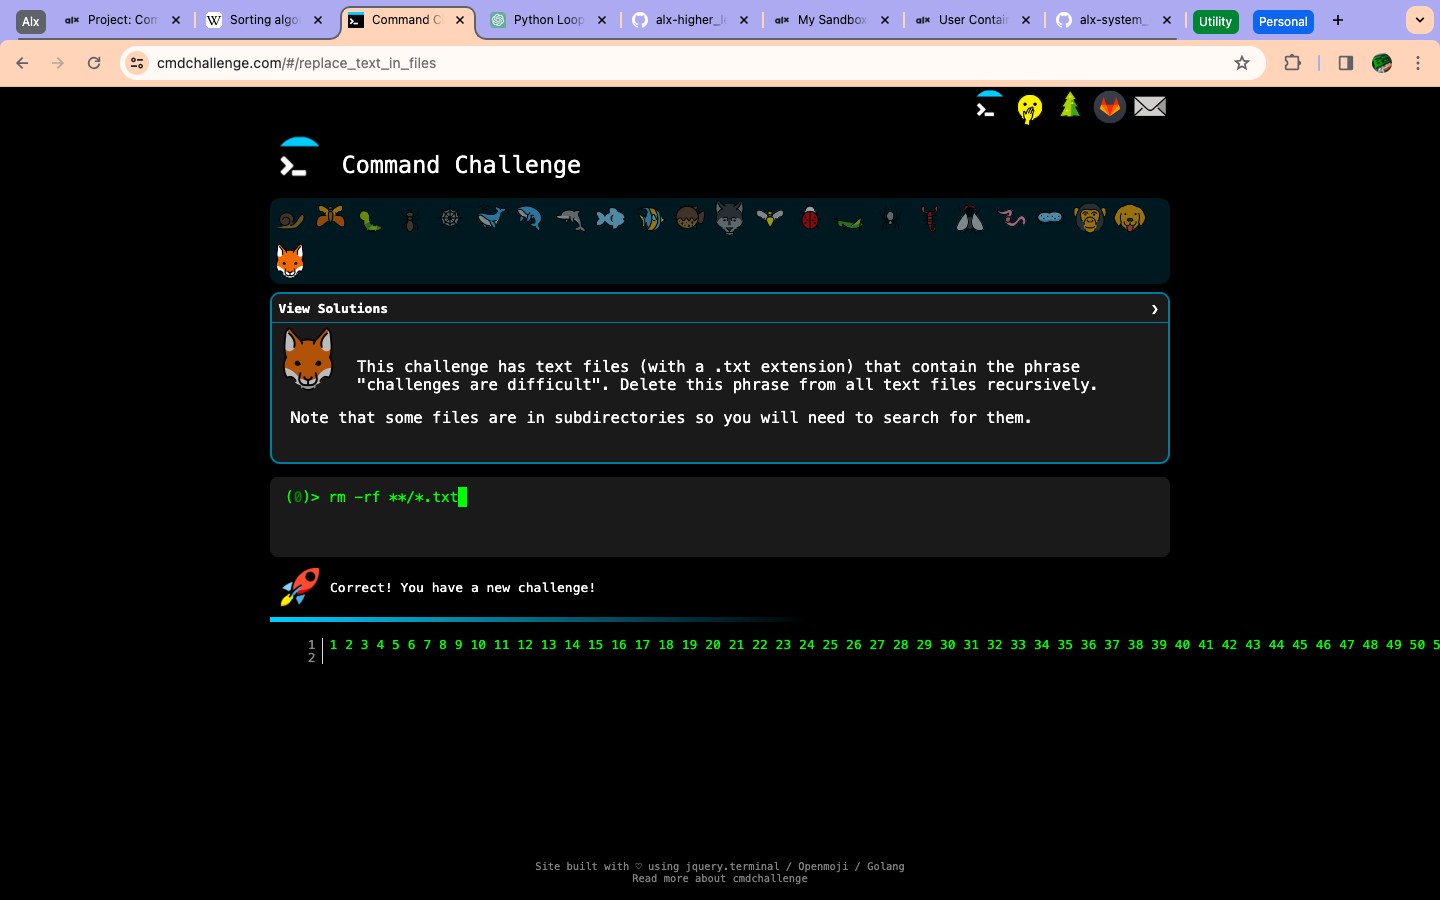 Alx
Project: Com
Sorting algo
Command C
Python Loop
alx-higher_le
My Sandbox
User Contain
alx-system_
Utility
Personal
cmdchallenge.com/#/replace_text_in_files
Command Challenge
View Solutions
This challenge has text files (with a .txt extension) that contain the phrase
"challenges are difficult". Delete this phrase from all text files recursively.
Note that some files are in subdirectories so you will need to search for them.
(0)> rm -rf **/*.txt
Correct! You have a new challenge!
1 1 2 3 4 5 6 7 8 9 10 11 12 13 14 15 16 17 18 19 20 21 22 23 24 25 26 27 28 29 30 31 32 33 34 35 36 37 38 39 40 41 42 43 44 45 46 47 48 49 50 5
2
Site built with ♡ using jquery.terminal / Openmoji / Golang
Read more about cmdchallenge